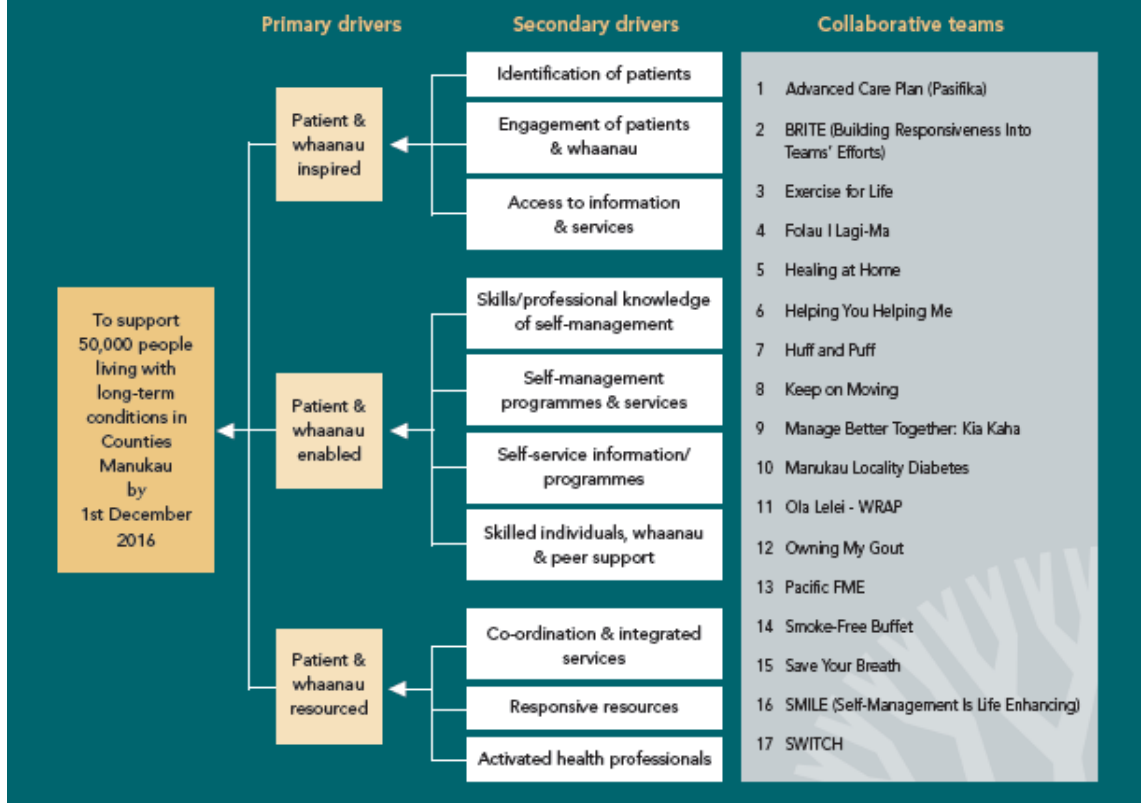 Primary drivers
Secondary drivers
Collaborative teams
To support
50,000 people
living with
long-term
conditions in
Counties
Manukau
by
1st December
2016
Patient &
whaanau
inspired
Patient &
whaanau
enabled
Patient &
whaanau
resourced
Identification of patients
Engagement of patients
& whaanau
Access to information
& services
Skills/professional knowledge
of self-management
Self-management
programmes & services
Self-service information/
programmes
Skilled individuals, whaanau
& peer support
Co-ordination & integrated
services
Responsive resources
Activated health professionals
1 Advanced Care Plan (Pasifika)
2 BRITE (Building Responsiveness Into
Teams' Efforts)
3 Exercise for Life
4 Folau I Lagi-Ma
5 Healing at Home
6 Helping You Helping Me
7 Huff and Puff
8 Keep on Moving
9 Manage Better Together: Kia Kaha
10 Manukau Locality Diabetes
11 Ola Lelei - WRAP
12 Owning My Gout
13 Pacific FME
14 Smoke-Free Buffet
15 Save Your Breath
16 SMILE (Self-Management Is Life Enhancing)
17 SWITCH